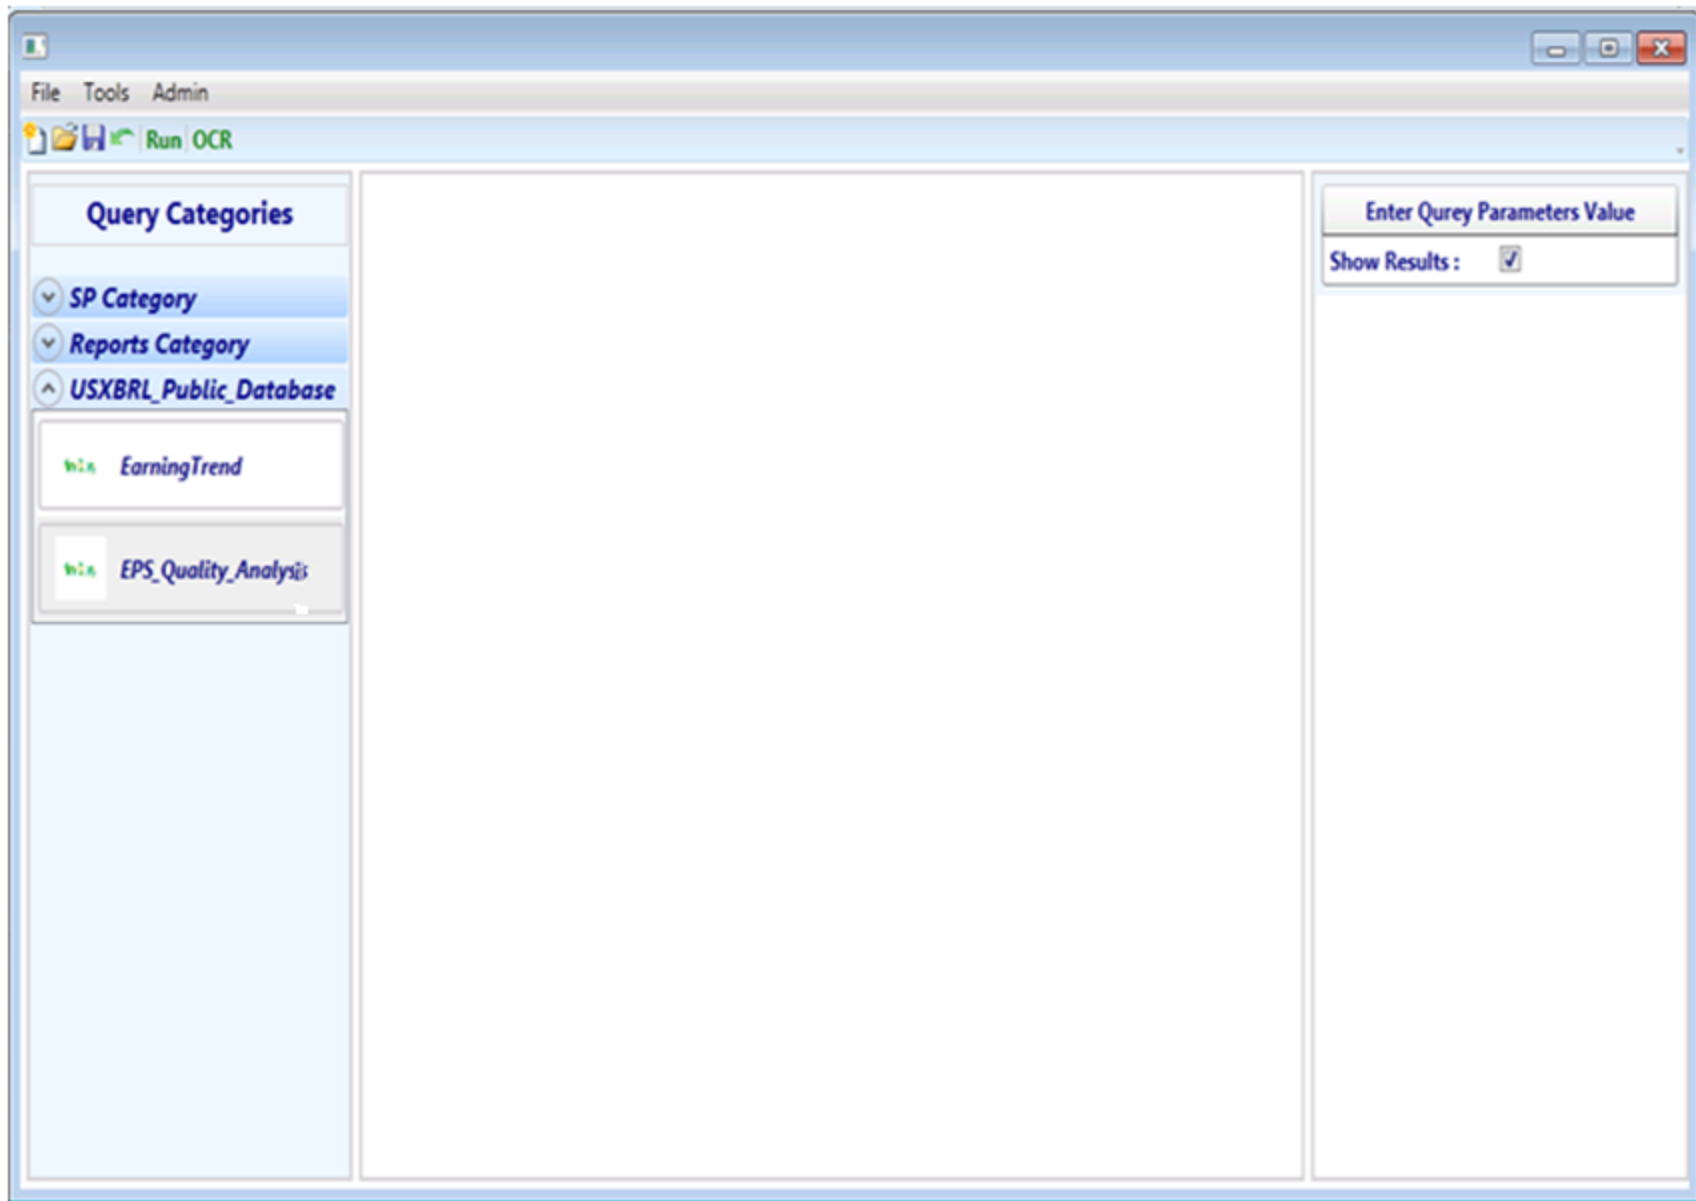 File Tools Admin
Run OCR
Query Categories
SP Category
Reports Category
USXBRL_Public_Database
EarningTrend
EPS_Quality_Analysis
Enter Qurey Parameters Value
Show Results :